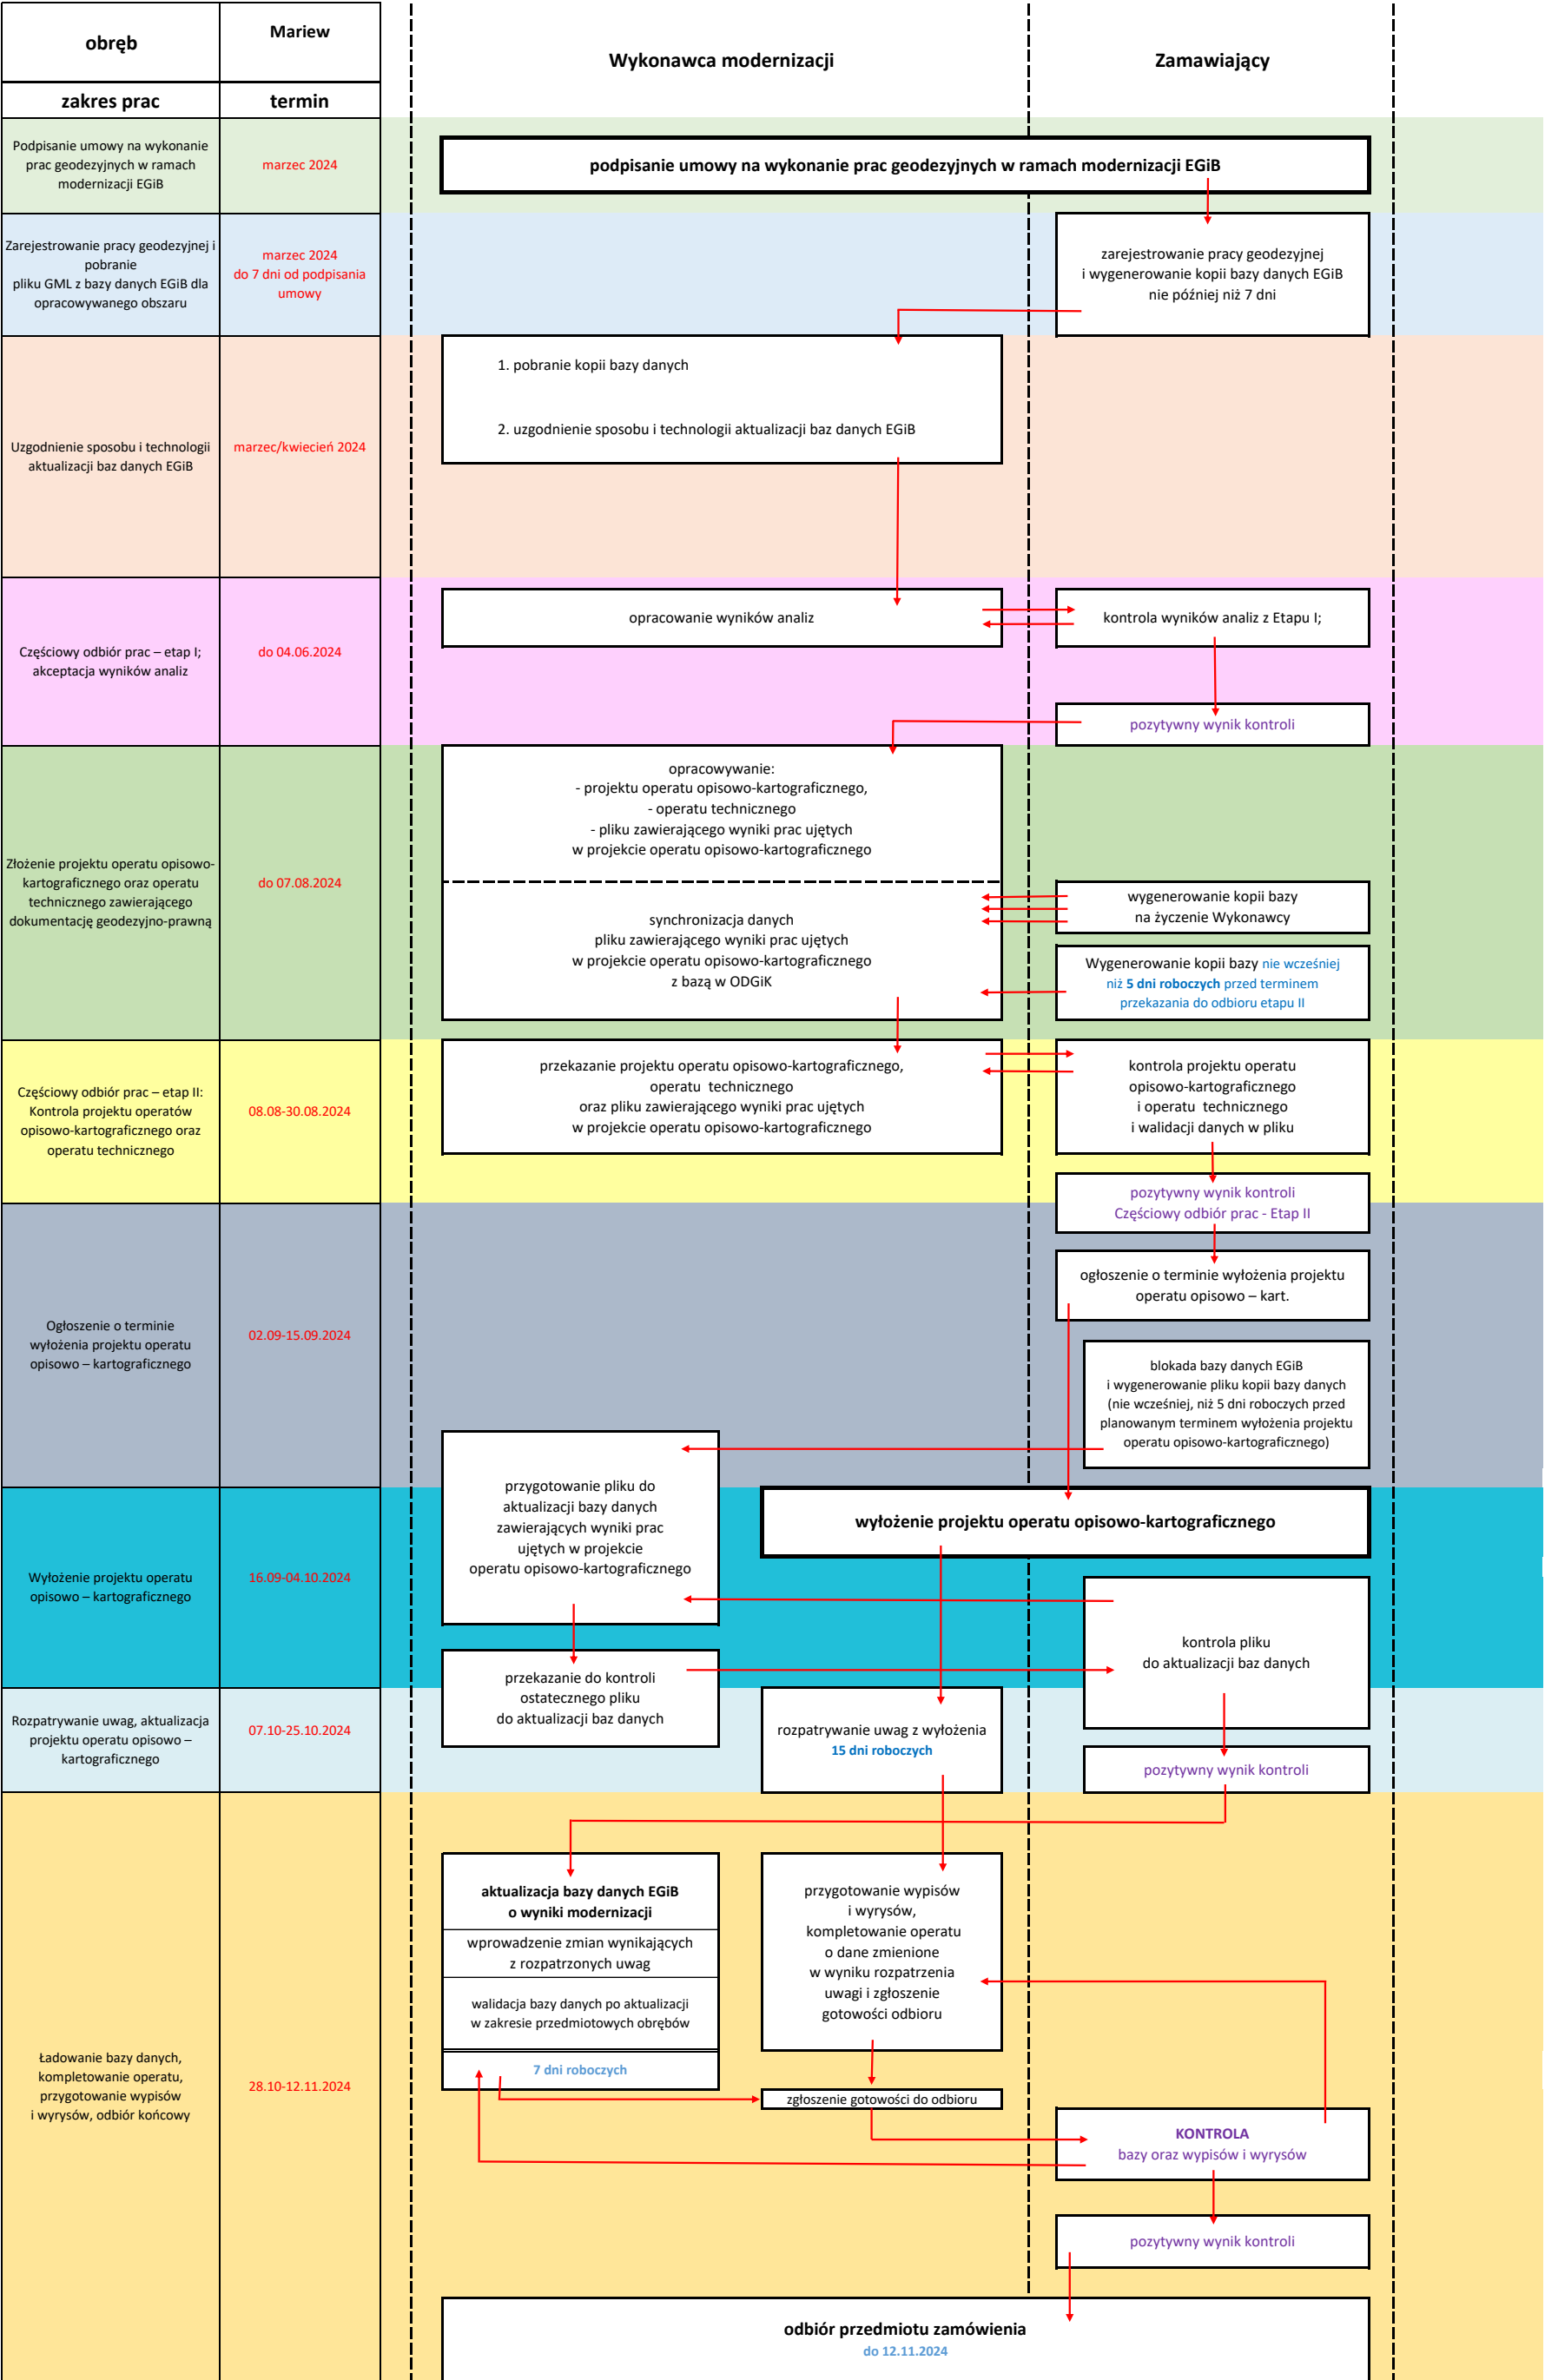 obręb
Mariew
Wykonawca modernizacji
Zamawiający
zakres prac
termin
Podpisanie umowy na wykonanie
prac geodezyjnych w ramach
modernizacji EGiB
marzec 2024
podpisanie umowy na wykonanie prac geodezyjnych w ramach modernizacji EGiB
Zarejestrowanie pracy geodezyjnej i
pobranie
pliku GML z bazy danych EGiB dla
opracowywanego obszaru
marzec 2024
do 7 dni od podpisania
umowy
zarejestrowanie pracy geodezyjnej
i wygenerowanie kopii bazy danych EGiB
nie później niż 7 dni
Uzgodnienie sposobu i technologii
aktualizacji baz danych EGiB
marzec/kwiecień 2024
1. pobranie kopii bazy danych
2. uzgodnienie sposobu i technologii aktualizacji baz danych EGiB
Częściowy odbiór prac – etap I;
akceptacja wyników analiz
do 04.06.2024
opracowanie wyników analiz
kontrola wyników analiz z Etapu I;
pozytywny wynik kontroli
Złożenie projektu operatu opisowo-
kartograficznego oraz operatu
technicznego zawierającego
dokumentację geodezyjno-prawną
do 07.08.2024
opracowywanie:
- projektu operatu opisowo-kartograficznego,
- operatu technicznego
- pliku zawierającego wyniki prac ujętych
w projekcie operatu opisowo-kartograficznego
synchronizacja danych
pliku zawierającego wyniki prac ujętych
w projekcie operatu opisowo-kartograficznego
z bazą w ODGiK
wygenerowanie kopii bazy
na życzenie Wykonawcy
Wygenerowanie kopii bazy nie wcześniej
niż 5 dni roboczych przed terminem
przekazania do odbioru etapu II
Częściowy odbiór prac – etap II:
Kontrola projektu operatów
opisowo-kartograficznego oraz
operatu technicznego
08.08-30.08.2024
przekazanie projektu operatu opisowo-kartograficznego,
operatu technicznego
oraz pliku zawierającego wyniki prac ujętych
w projekcie operatu opisowo-kartograficznego
kontrola projektu operatu
opisowo-kartograficznego
i operatu technicznego
i walidacji danych w pliku
pozytywny wynik kontroli
Częściowy odbiór prac - Etap II
Ogłoszenie o terminie
wyłożenia projektu operatu
opisowo – kartograficznego
02.09-15.09.2024
ogłoszenie o terminie wyłożenia projektu
operatu opisowo – kart.
blokada bazy danych EGiB
i wygenerowanie pliku kopii bazy danych
(nie wcześniej, niż 5 dni roboczych przed
planowanym terminem wyłożenia projektu
operatu opisowo-kartograficznego)
przygotowanie pliku do
aktualizacji bazy danych
zawierających wyniki prac
ujętych w projekcie
operatu opisowo-kartograficznego
Wyłożenie projektu operatu
opisowo – kartograficznego
16.09-04.10.2024
wyłożenie projektu operatu opisowo-kartograficznego
kontrola pliku
do aktualizacji baz danych
przekazanie do kontroli
ostatecznego pliku
do aktualizacji baz danych
Rozpatrywanie uwag, aktualizacja
projektu operatu opisowo –
kartograficznego
07.10-25.10.2024
rozpatrywanie uwag z wyłożenia
15 dni roboczych
pozytywny wynik kontroli
Ładowanie bazy danych,
kompletowanie operatu,
przygotowanie wypisów
i wyrysów, odbiór końcowy
28.10-12.11.2024
aktualizacja bazy danych EGiB
o wyniki modernizacji
wprowadzenie zmian wynikających
z rozpatrzonych uwag
walidacja bazy danych po aktualizacji
w zakresie przedmiotowych obrębów
7 dni roboczych
przygotowanie wypisów
i wyrysów,
kompletowanie operatu
o dane zmienione
w wyniku rozpatrzenia
uwagi i zgłoszenie
gotowości odbioru
zgłoszenie gotowości do odbioru
KONTROLA
bazy oraz wypisów i wyrysów
pozytywny wynik kontroli
odbiór przedmiotu zamówienia
do 12.11.2024